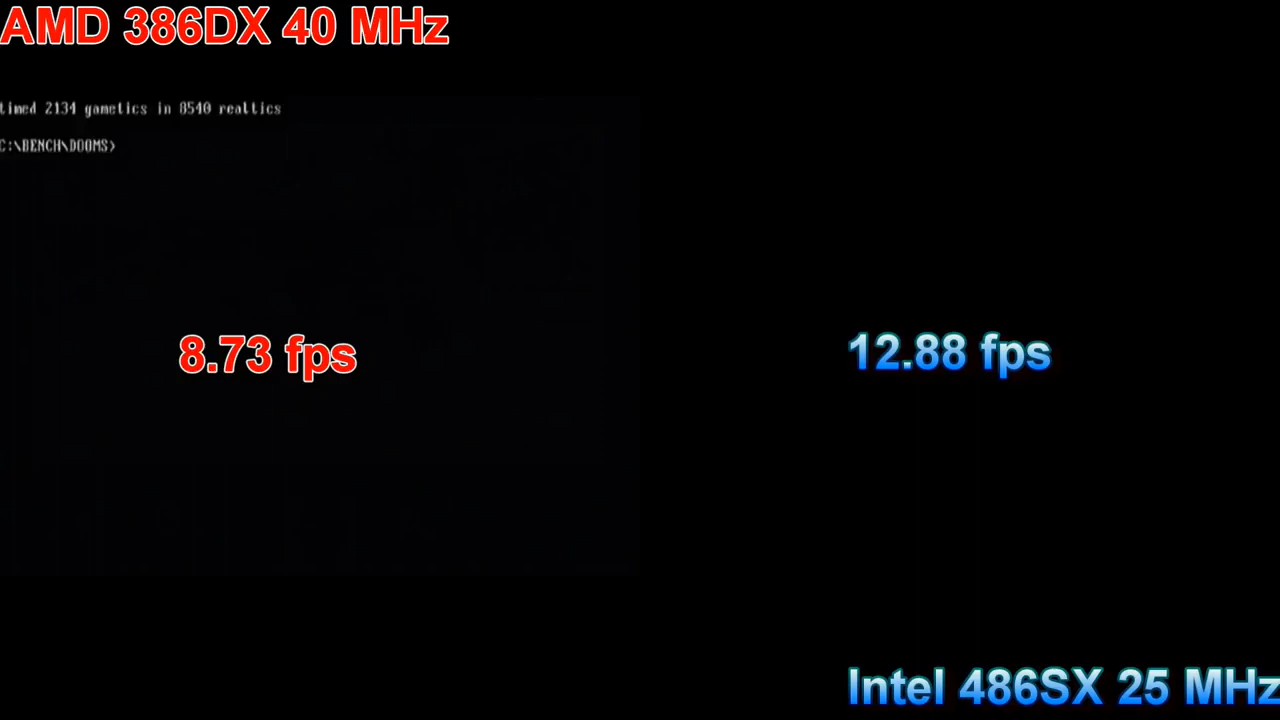 AMD 386DX 40 MHz
timed 2134 gametics in 8540 realtics
C:\BENCH\DOOMS>
8.73 fps
12.88 fps
Intel 486SX 25 MHz